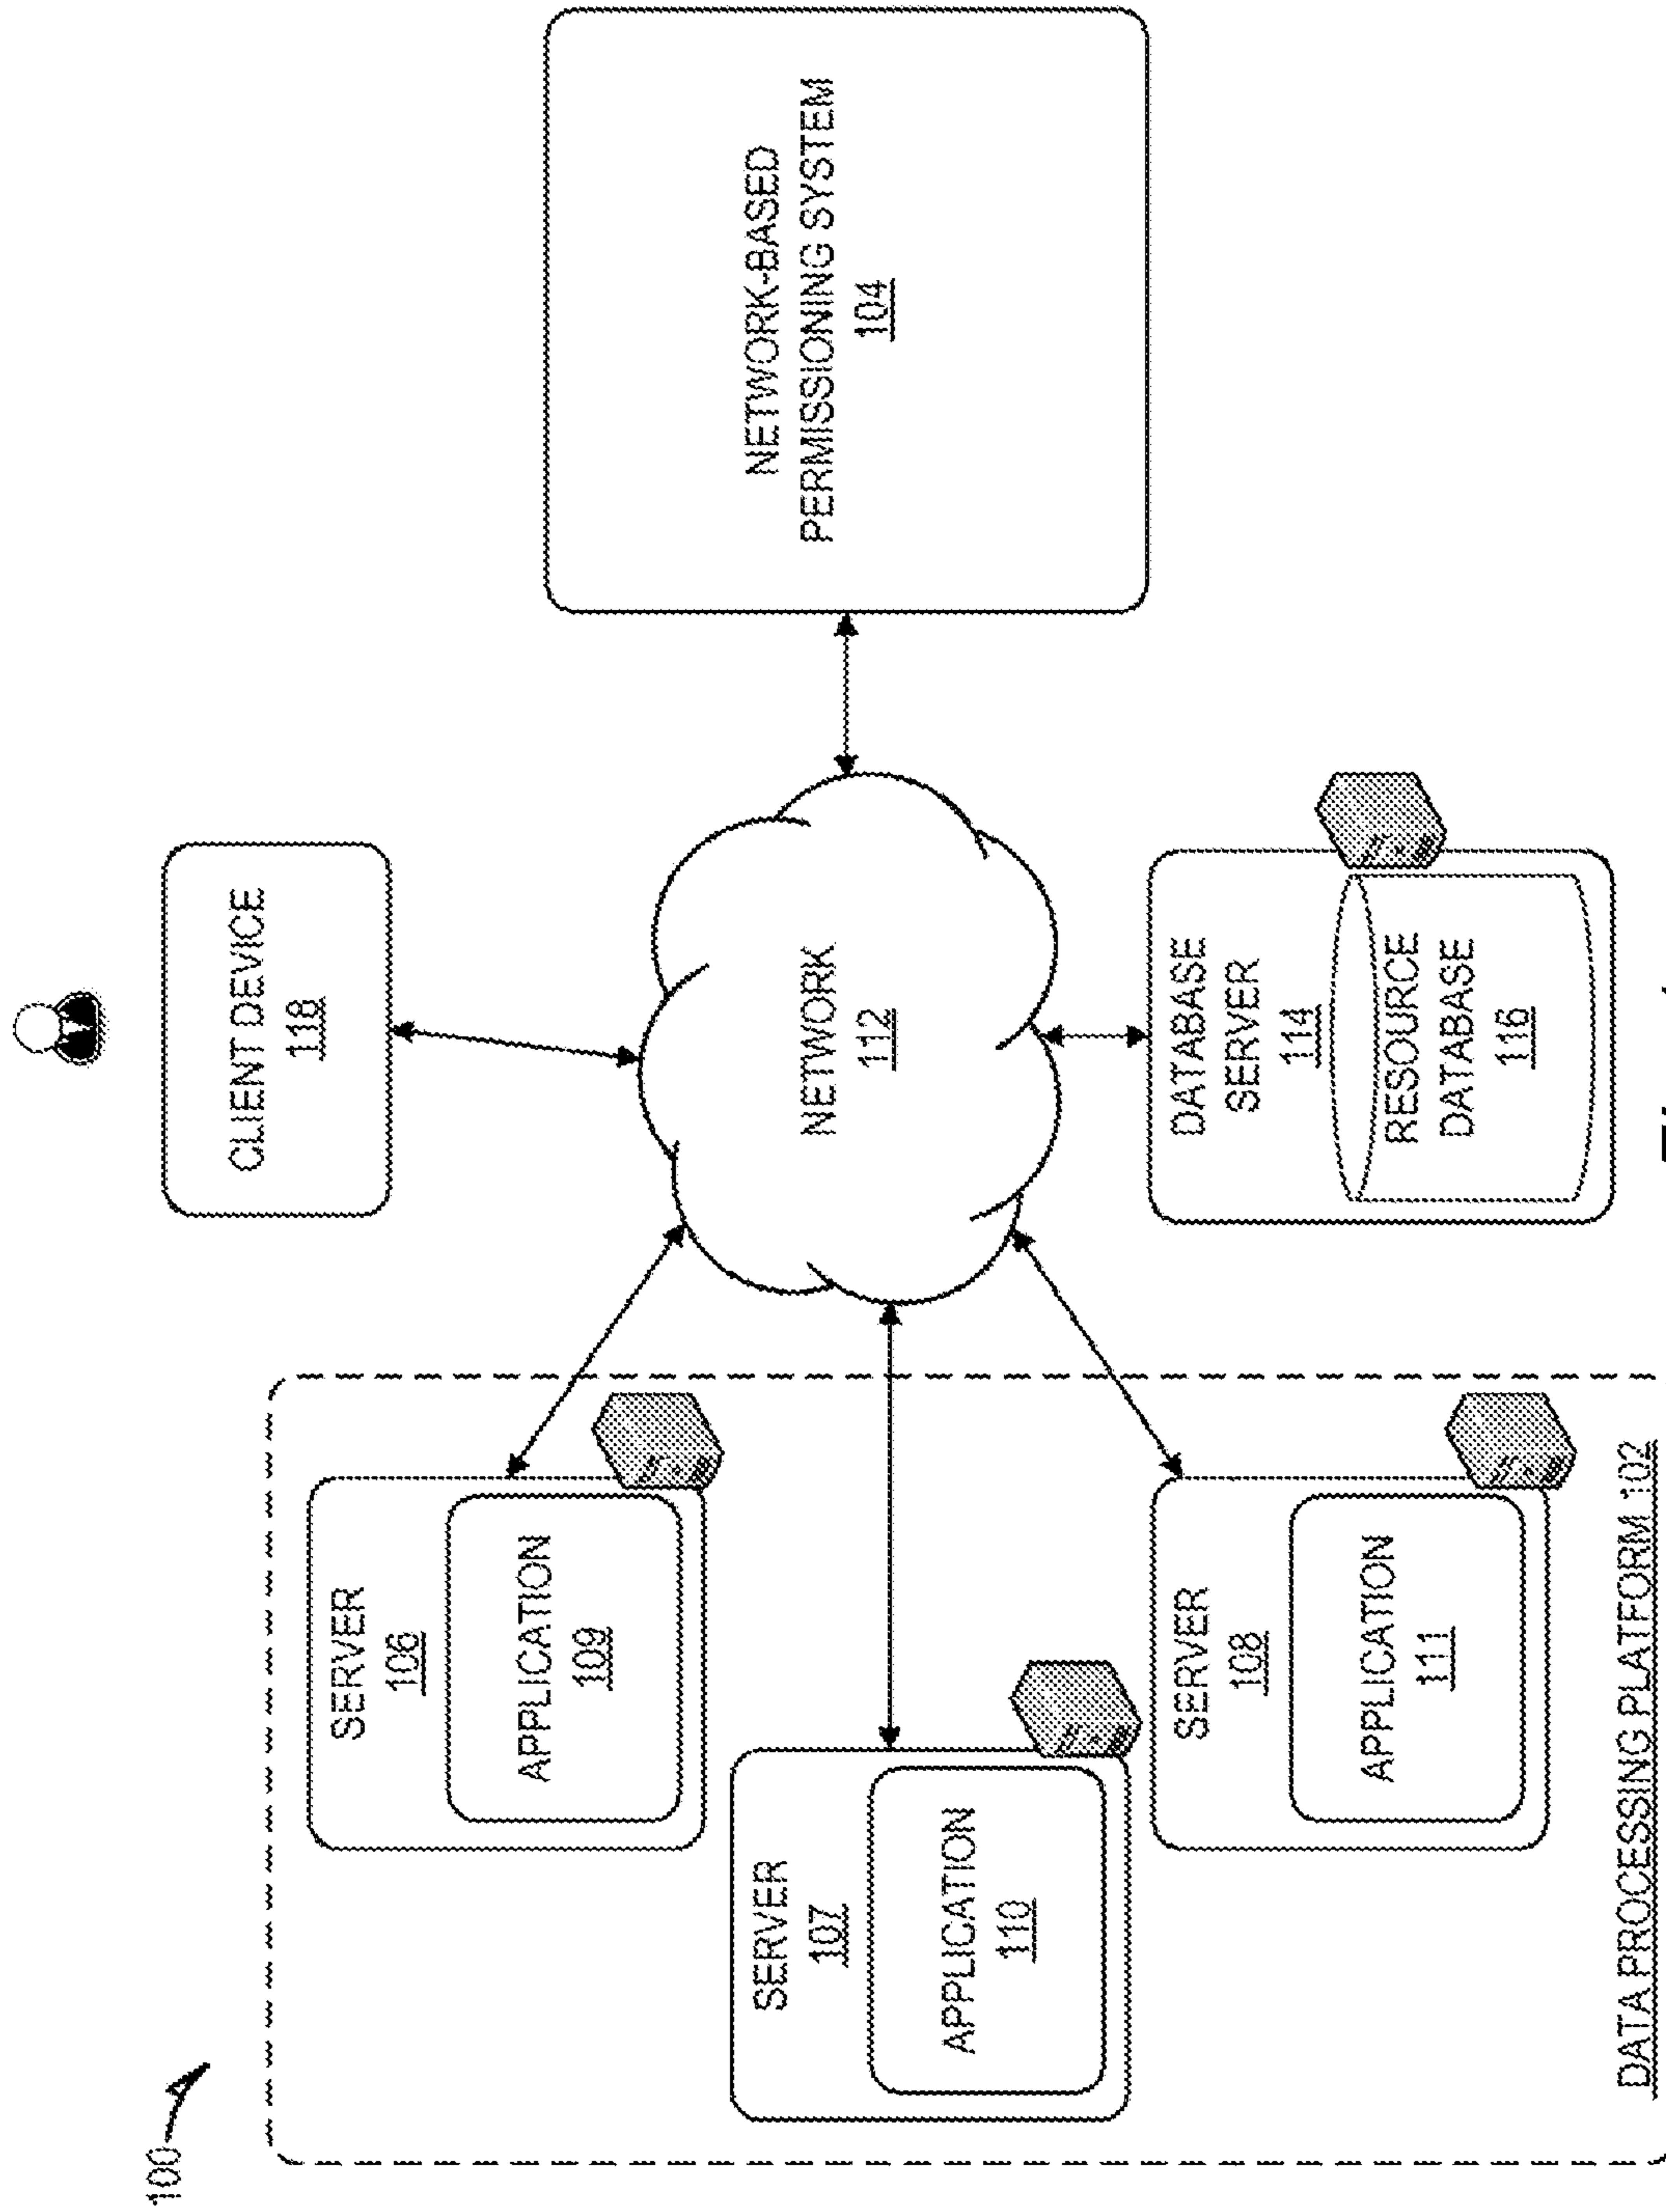 100
CLIENT DEVICE
118
SERVER
106
APPLICATION
109
NETWORK-BASED
PERMISSIONING SYSTEM
104
NETWORK
112
SERVER
107
APPLICATION
110
SERVER
108
APPLICATION
111
DATABASE
SERVER
114
RESOURCE
DATABASE
116
DATA PROCESSING PLATFORM 102